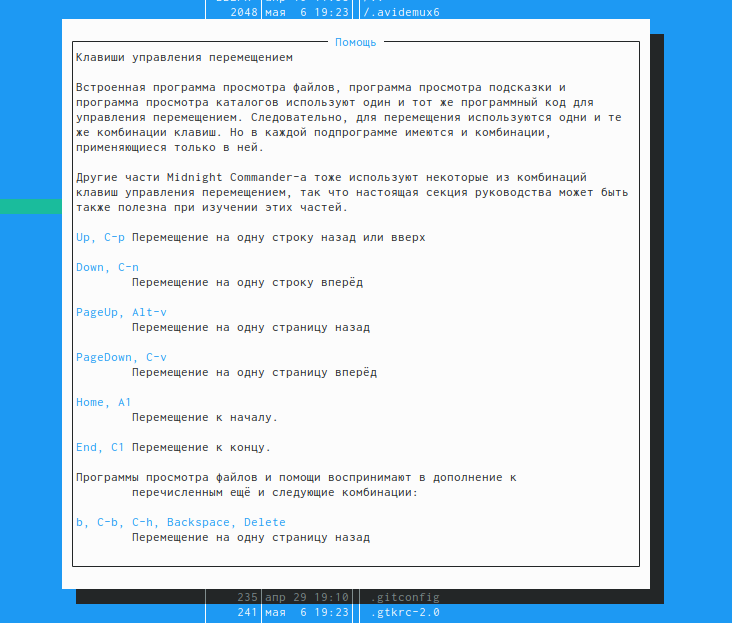 2048 мая  6 19:23 /.avidemux6
Помощь
Клавиши управления перемещением
Встроенная программа просмотра файлов, программа просмотра подсказки и
программа просмотра каталогов используют один и тот же программный код для
управления перемещением. Следовательно, для перемещения используются одни и те
же комбинации клавиш. Но в каждой подпрограмме имеются и комбинации,
применяющиеся только в ней.
Другие части Midnight Commander-а тоже используют некоторые из комбинаций
клавиш управления перемещением, так что настоящая секция руководства может быть
также полезна при изучении этих частей.
Up, C-p Перемещение на одну строку назад или вверх
Down, C-n
Перемещение на одну строку вперёд
PageUp, Alt-v
Перемещение на одну страницу назад
PageDown, C-v
Перемещение на одну страницу вперёд
Home, A1
Перемещение к началу.
End, C1 Перемещение к концу.
Программы просмотра файлов и помощи воспринимают в дополнение к
перечисленным ещё и следующие комбинации:
b, C-b, C-h, Backspace, Delete
Перемещение на одну страницу назад
235 апр 29 19:10 .gitconfig
241 мая  6 19:23 .gtkrc-2.0